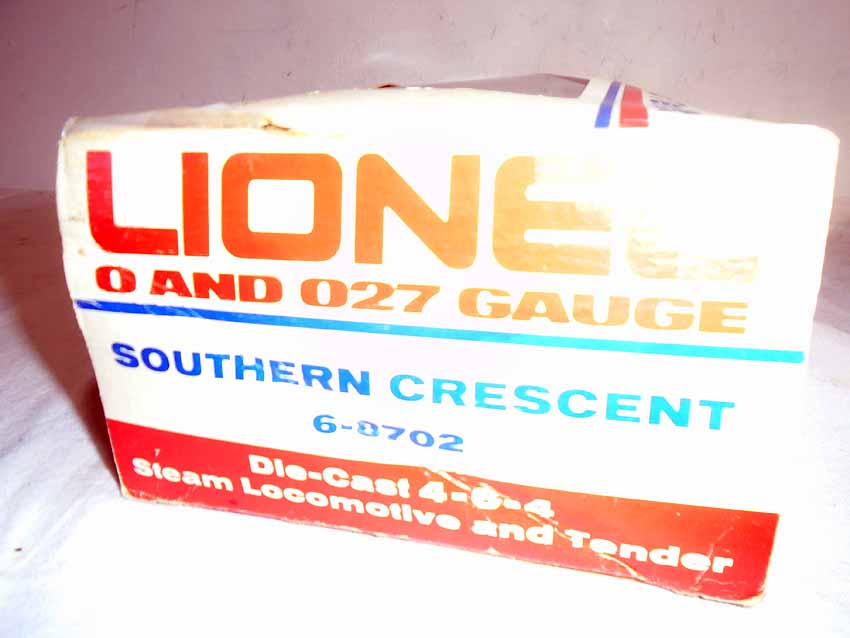 LIONEL
O AND O27 GAUGE
SOUTHERN CRESCENT
6-8702
Die-Cast 4-6-4
Steam Locomotive and Tender